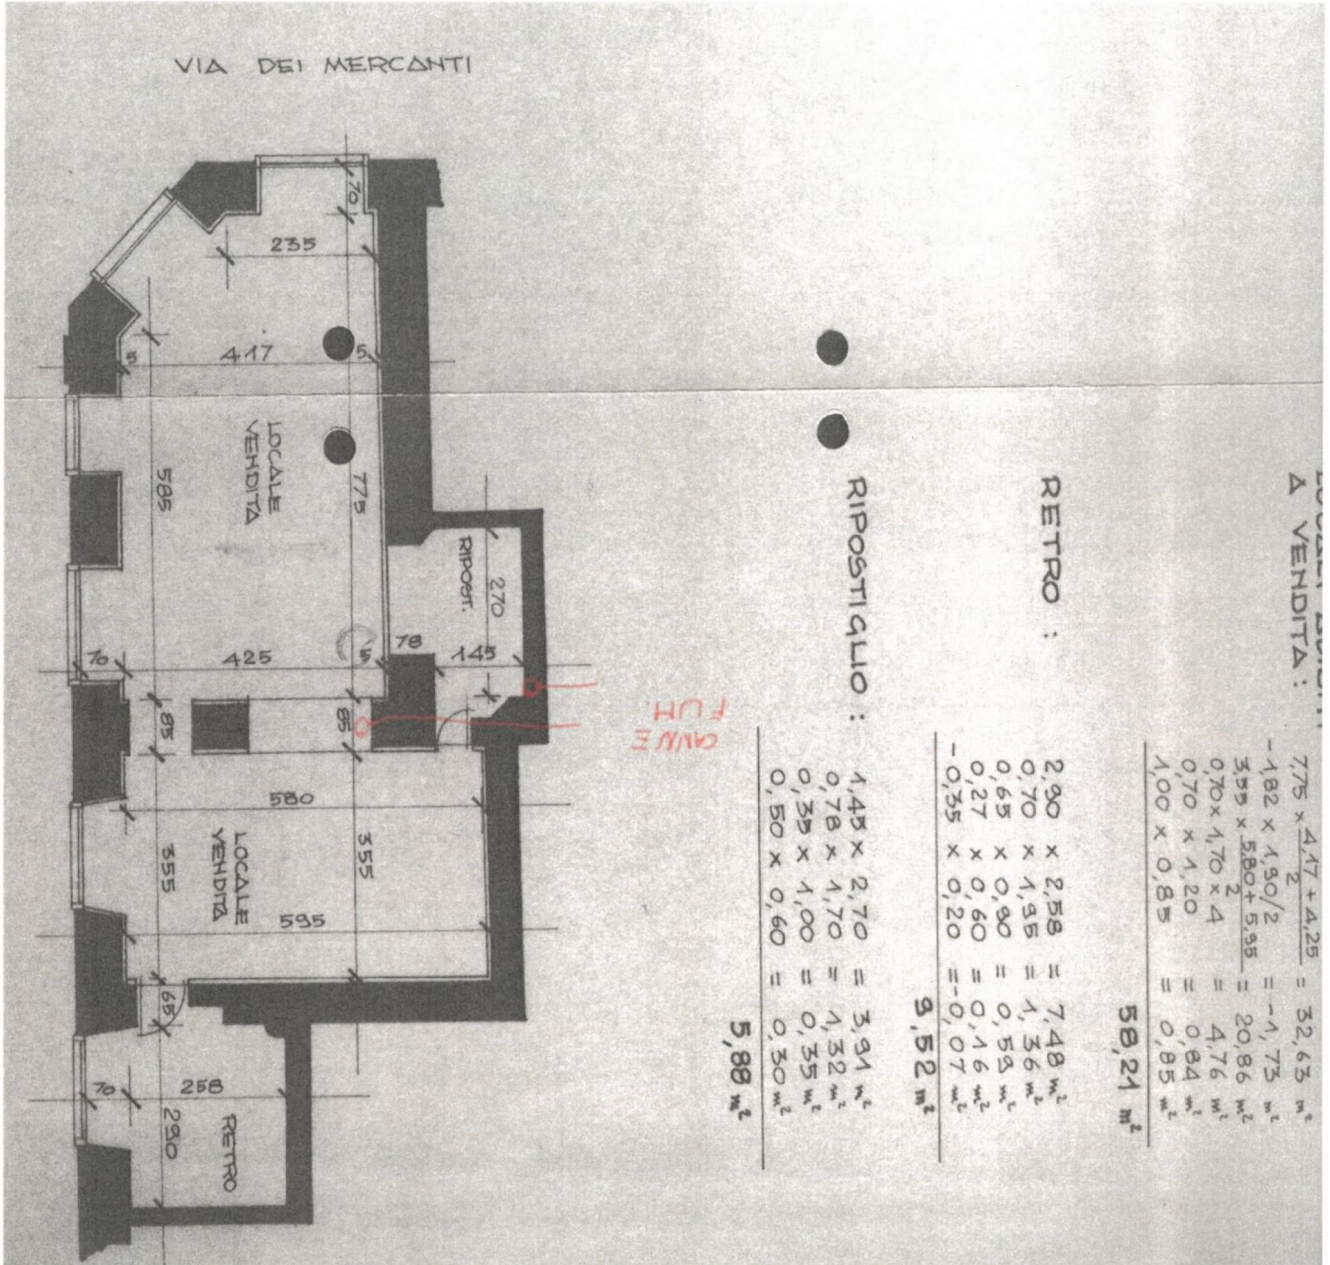 VIA DEI MERCANTI
70
235
5
417
5
LOCALE
VENDITA
585
775
RIPOST.
270
70
425
5
78
145
85
85
CANNE
FUM.
580
LOCALE
VENDITA
355
355
595
65
70
258
290
RETRO
A VENDITA :
7,75 x 4,17 + 4,25 / 2 = 32,63 m²
-1,82 x 1,90/2 = -1,73 m²
3,55 x 5,80 + 5,95 / 2 = 20,86 m²
0,70 x 1,70 x 4 = 4,76 m²
0,70 x 1,20 = 0,84 m²
1,00 x 0,85 = 0,85 m²
58,21 m²
RETRO :
2,90 x 2,58 = 7,48 m²
0,70 x 1,95 = 1,36 m²
0,65 x 0,90 = 0,59 m²
0,27 x 0,60 = 0,16 m²
-0,35 x 0,20 = -0,07 m²
9,52 m²
RIPOSTIGLIO :
1,45 x 2,70 = 3,91 m²
0,78 x 1,70 = 1,32 m²
0,35 x 1,00 = 0,35 m²
0,50 x 0,60 = 0,30 m²
5,88 m²